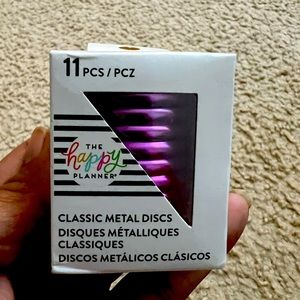 11 PCS / PCZ
THE
happy
PLANNER®
CLASSIC METAL DISCS
DISQUES MÉTALLIQUES
CLASSIQUES
DISCOS METÁLICOS CLÁSICOS